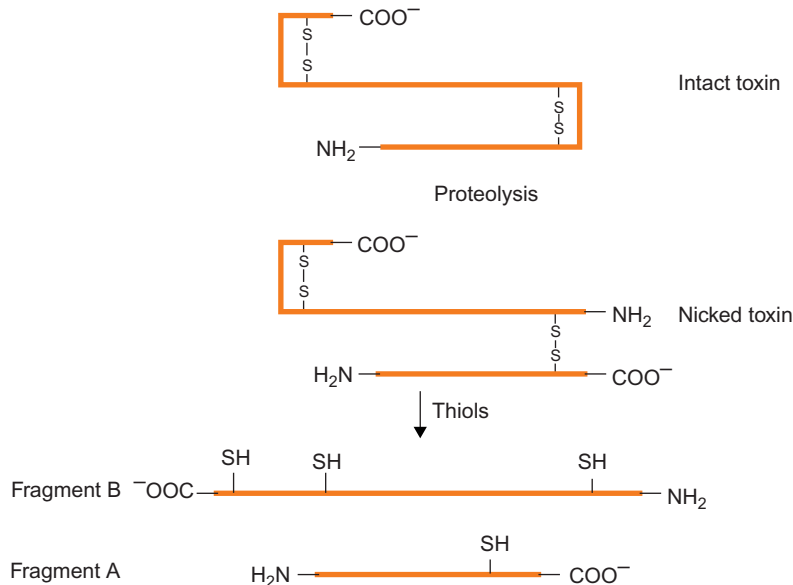 COO⁻
S
S
Intact toxin
S
S
NH₂
Proteolysis
COO⁻
S
S
NH₂ Nicked toxin
S
S
H₂N COO⁻
Thiols
SH SH SH
Fragment B ⁻OOC NH₂
SH
Fragment A H₂N COO⁻